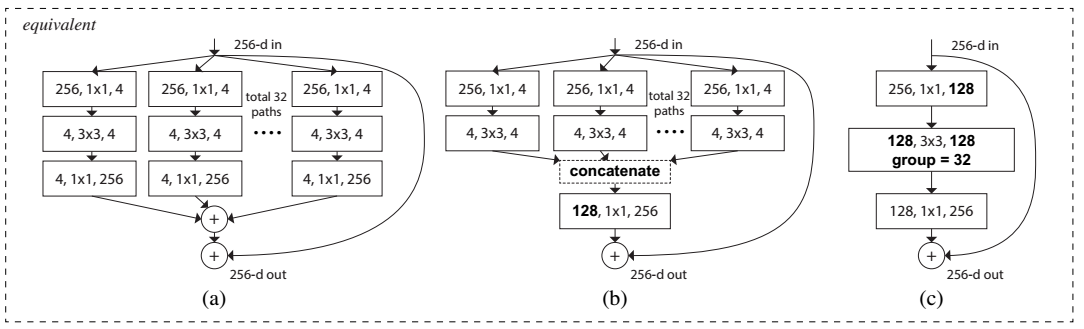 equivalent
256-d in
256, 1x1, 4
256, 1x1, 4
256, 1x1, 4
total 32
paths
4, 3x3, 4
4, 3x3, 4
....
4, 3x3, 4
4, 1x1, 256
4, 1x1, 256
4, 1x1, 256
+
+
256-d out
(a)
256-d in
256, 1x1, 4
256, 1x1, 4
256, 1x1, 4
total 32
paths
4, 3x3, 4
4, 3x3, 4
....
4, 3x3, 4
concatenate
128, 1x1, 256
+
256-d out
(b)
256-d in
256, 1x1, 128
128, 3x3, 128
group = 32
128, 1x1, 256
+
256-d out
(c)